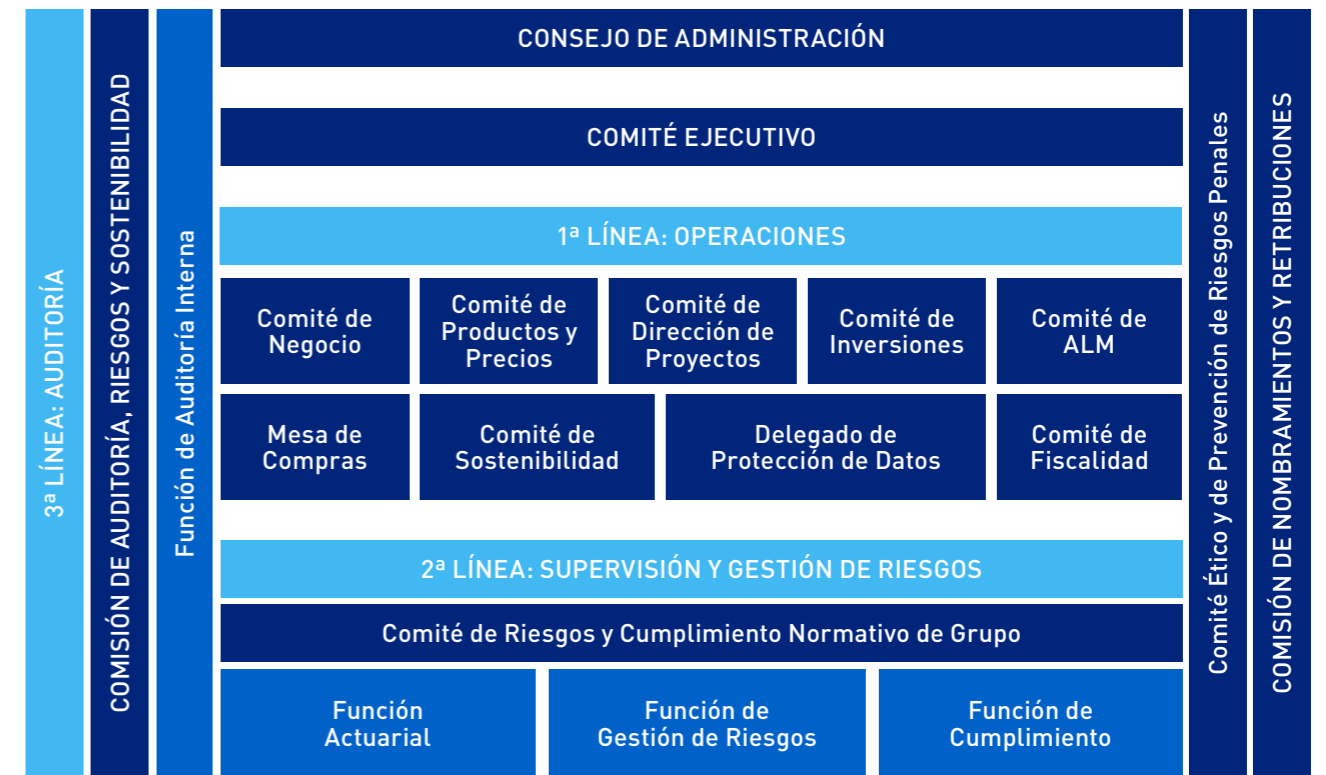 3ª LÍNEA: AUDITORÍA
COMISIÓN DE AUDITORÍA, RIESGOS Y SOSTENIBILIDAD
Función de Auditoría Interna
CONSEJO DE ADMINISTRACIÓN
COMITÉ EJECUTIVO
1ª LÍNEA: OPERACIONES
Comité de
Negocio
Comité de
Productos y
Precios
Comité de
Dirección de
Proyectos
Comité de
Inversiones
Comité de
ALM
Mesa de
Compras
Comité de
Sostenibilidad
Delegado de
Protección de Datos
Comité de
Fiscalidad
2ª LÍNEA: SUPERVISIÓN Y GESTIÓN DE RIESGOS
Comité de Riesgos y Cumplimiento Normativo de Grupo
Función
Actuarial
Función de
Gestión de Riesgos
Función de
Cumplimiento
Comité Ético y de Prevención de Riesgos Penales
COMISIÓN DE NOMBRAMIENTOS Y RETRIBUCIONES